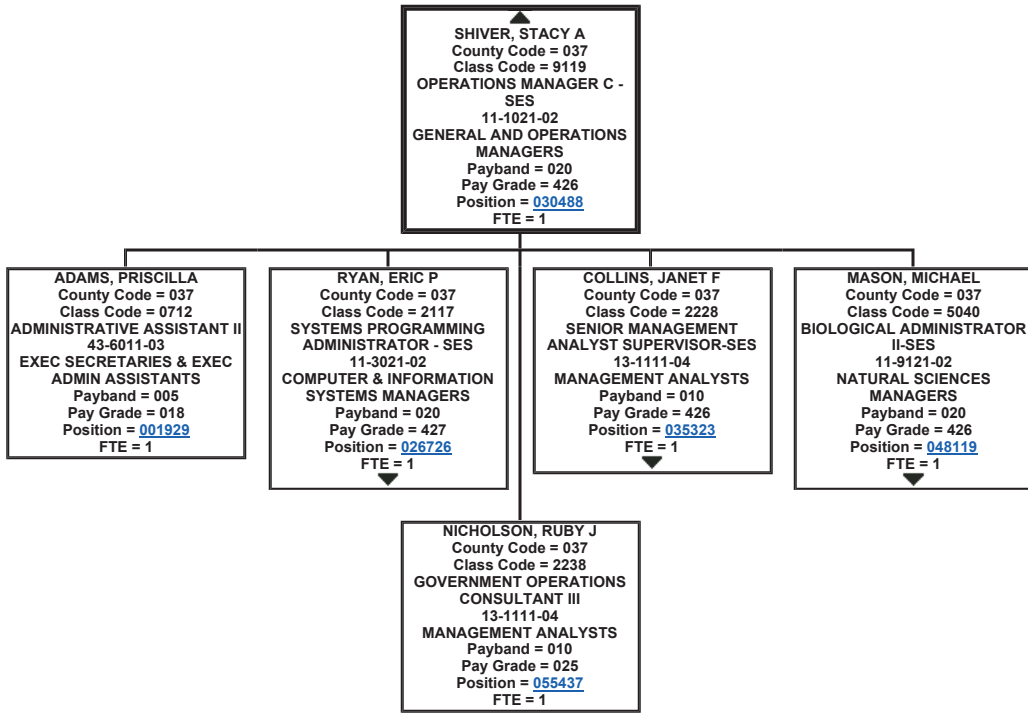 SHIVER, STACY A
County Code = 037
Class Code = 9119
OPERATIONS MANAGER C -
SES
11-1021-02
GENERAL AND OPERATIONS
MANAGERS
Payband = 020
Pay Grade = 426
Position = 030488
FTE = 1
ADAMS, PRISCILLA
County Code = 037
Class Code = 0712
ADMINISTRATIVE ASSISTANT II
43-6011-03
EXEC SECRETARIES & EXEC
ADMIN ASSISTANTS
Payband = 005
Pay Grade = 018
Position = 001929
FTE = 1
RYAN, ERIC P
County Code = 037
Class Code = 2117
SYSTEMS PROGRAMMING
ADMINISTRATOR - SES
11-3021-02
COMPUTER & INFORMATION
SYSTEMS MANAGERS
Payband = 020
Pay Grade = 427
Position = 026726
FTE = 1
COLLINS, JANET F
County Code = 037
Class Code = 2228
SENIOR MANAGEMENT
ANALYST SUPERVISOR-SES
13-1111-04
MANAGEMENT ANALYSTS
Payband = 010
Pay Grade = 426
Position = 035323
FTE = 1
MASON, MICHAEL
County Code = 037
Class Code = 5040
BIOLOGICAL ADMINISTRATOR
II-SES
11-9121-02
NATURAL SCIENCES
MANAGERS
Payband = 020
Pay Grade = 426
Position = 048119
FTE = 1
NICHOLSON, RUBY J
County Code = 037
Class Code = 2238
GOVERNMENT OPERATIONS
CONSULTANT III
13-1111-04
MANAGEMENT ANALYSTS
Payband = 010
Pay Grade = 025
Position = 055437
FTE = 1